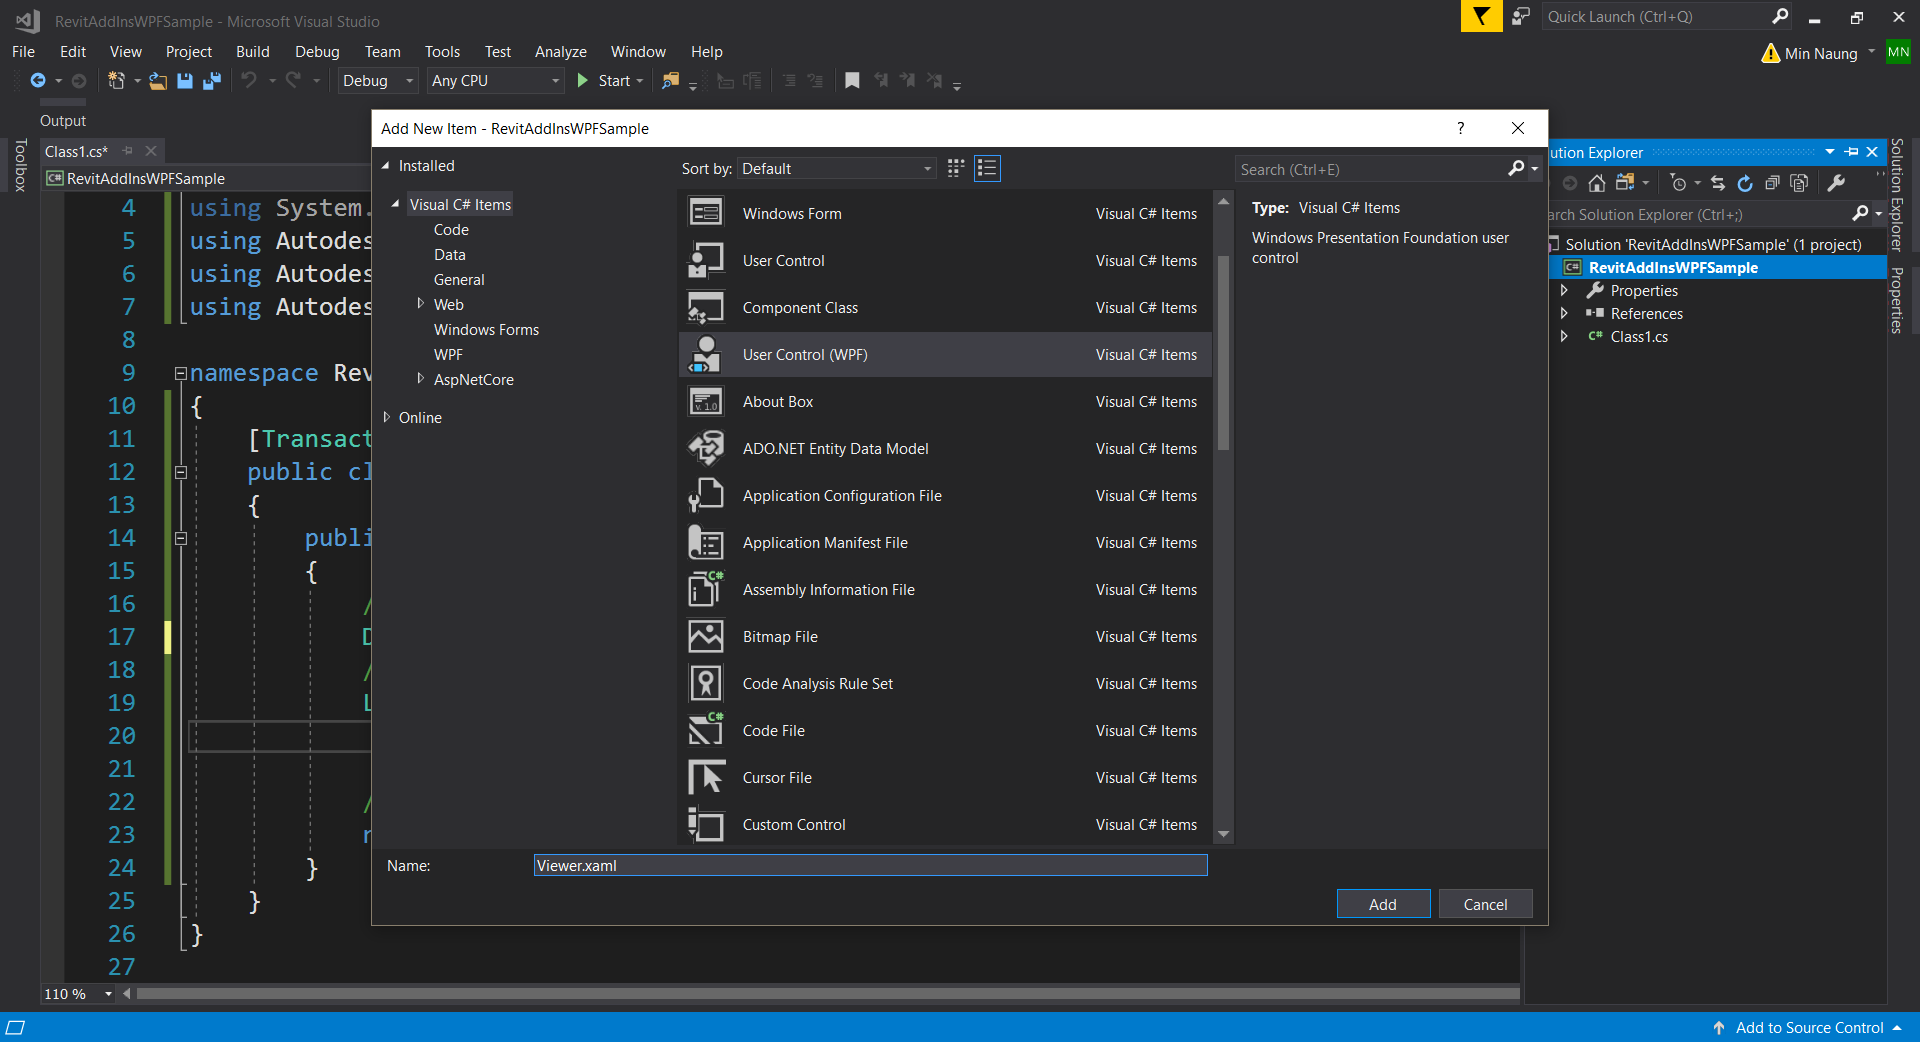 RevitAddInsWPFSample - Microsoft Visual Studio
Quick Launch (Ctrl+Q)
File Edit View Project Build Debug Team Tools Test Analyze Window Help
Min Naung MN
Debug Any CPU Start
Output
Toolbox
Class1.cs*
RevitAddInsWPFSample
4 using System.
5 using Autodes
6 using Autodes
7 using Autodes
8
9 namespace Rev
10 {
11 [Transact
12 public cl
13 {
14 publi
15 {
16 /
17 D
18 /
19 L
20
21
22 /
23 r
24 }
25 }
26 }
27
110 %
Add New Item - RevitAddInsWPFSample
?
Installed
Visual C# Items
Code
Data
General
Web
Windows Forms
WPF
AspNetCore
Online
Sort by: Default
Search (Ctrl+E)
Windows Form Visual C# Items
User Control Visual C# Items
Component Class Visual C# Items
User Control (WPF) Visual C# Items
About Box Visual C# Items
ADO.NET Entity Data Model Visual C# Items
Application Configuration File Visual C# Items
Application Manifest File Visual C# Items
Assembly Information File Visual C# Items
Bitmap File Visual C# Items
Code Analysis Rule Set Visual C# Items
Code File Visual C# Items
Cursor File Visual C# Items
Custom Control Visual C# Items
Type: Visual C# Items
Windows Presentation Foundation user
control
Name: Viewer.xaml
Add Cancel
ution Explorer
arch Solution Explorer (Ctrl+;)
Solution 'RevitAddInsWPFSample' (1 project)
C# RevitAddInsWPFSample
Properties
References
C# Class1.cs
Solution Explorer
Properties
Add to Source Control